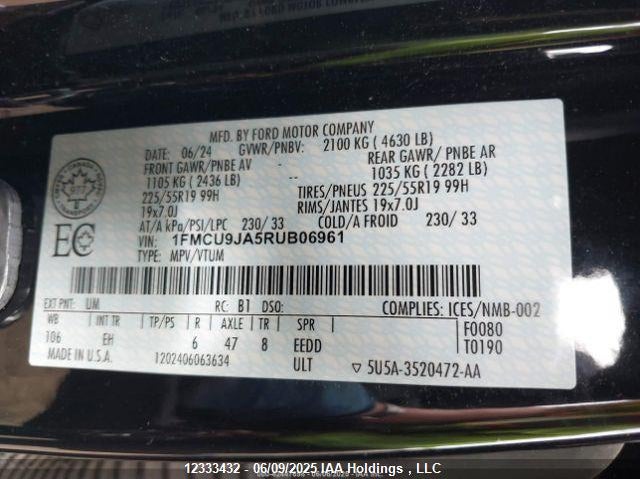 MFD. BY FORD MOTOR COMPANY
DATE: 06/24 GVWR/PNBV: 2100 KG ( 4630 LB)
FRONT GAWR/PNBE AV - REAR GAWR/ PNBE AR
1105 KG ( 2436 LB) -- 1035 KG ( 2282 LB)
225/55R19 99H TIRES/PNEUS 225/55R19 99H
19x7.0J RIMS/JANTES 19x7.0J
AT/A kPa/PSI/LPC 230/ 33 COLD/A FROID 230/ 33
VIN: 1FMCU9JA5RUB06961
TYPE: MPV/VTUM
EC
EXT PNT: UM RC: B1 DSO: COMPLIES: ICES/NMB-002
WB INT TR TP/PS R AXLE TR SPR F0080
106 EH 6 47 8 EEDD T0190
MADE IN U.S.A. 1202406063634 ULT ▽ 5U5A-3520472-AA
12333432 - 06/09/2025 IAA Holdings , LLC